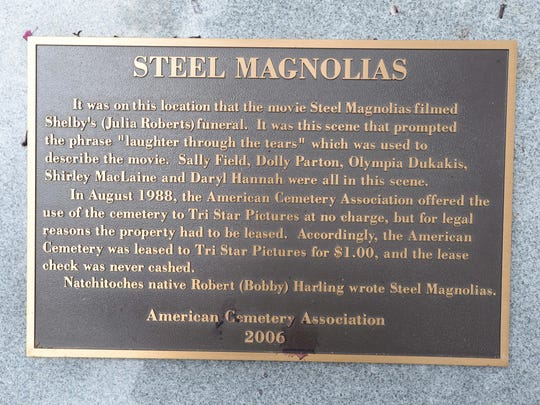 STEEL MAGNOLIAS
It was on this location that the movie Steel Magnolias filmed
Shelby's (Julia Roberts) funeral. It was this scene that prompted
the phrase "laughter through the tears" which was used to
describe the movie. Sally Field, Dolly Parton, Olympia Dukakis,
Shirley MacLaine and Daryl Hannah were all in this scene.
In August 1988, the American Cemetery Association offered the
use of the cemetery to Tri Star Pictures at no charge, but for legal
reasons the property had to be leased. Accordingly, the American
Cemetery was leased to Tri Star Pictures for $1.00, and the lease
check was never cashed.
Natchitoches native Robert (Bobby) Harling wrote Steel Magnolias.
American Cemetery Association
2006